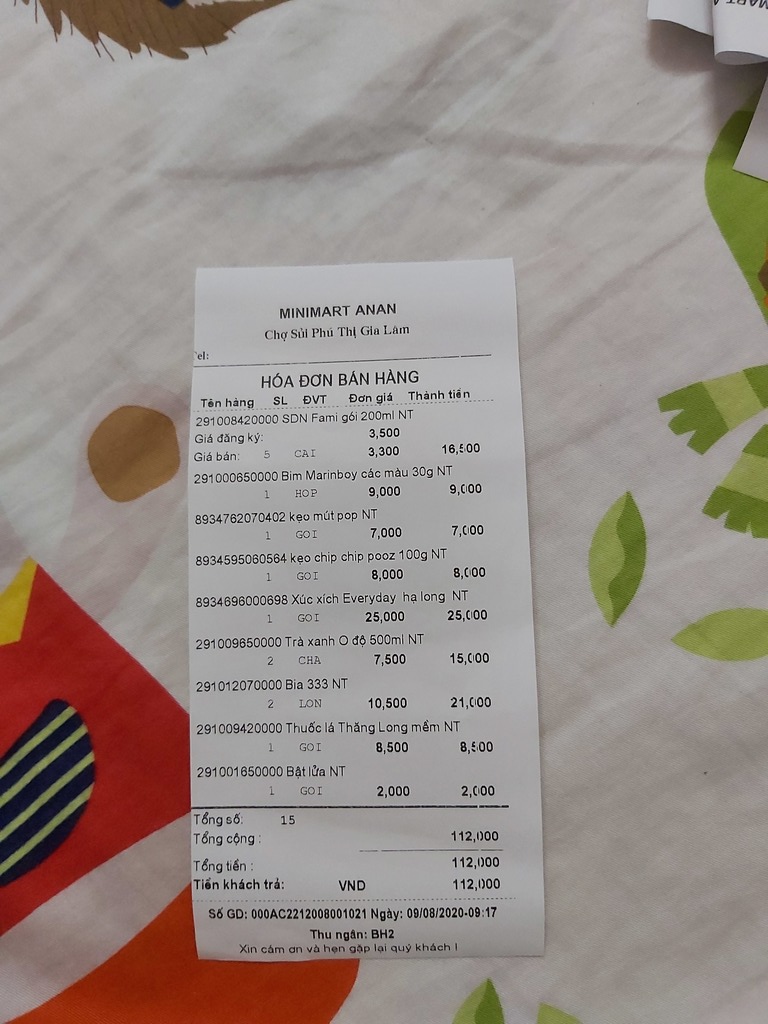 MINIMART ANAN
Chợ Sủi Phú Thị Gia Lâm
el:
HÓA ĐƠN BÁN HÀNG
Tên hàng SL ĐVT Đơn giá Thành tiền
291008420000 SDN Fami gói 200ml NT
Giá đăng ký: 3,500
Giá bán: 5 CAI 3,300 16,500
291000650000 Bim Marinboy các màu 30g NT
1 HOP 9,000 9,000
8934762070402 kẹo mút pop NT
1 GOI 7,000 7,000
8934595060564 kẹo chip chip pooz 100g NT
1 GOI 8,000 8,000
8934696000698 Xúc xích Everyday hạ long NT
1 GOI 25,000 25,000
291009650000 Trà xanh O độ 500ml NT
2 CHA 7,500 15,000
291012070000 Bia 333 NT
2 LON 10,500 21,000
291009420000 Thuốc lá Thăng Long mềm NT
1 GOI 8,500 8,500
291001650000 Bật lửa NT
1 GOI 2,000 2,000
Tổng số: 15
Tổng cộng : 112,000
Tổng tiền : 112,000
Tiền khách trả: VND 112,000
Số GD: 000AC2212008001021 Ngày: 09/08/2020-09:17
Thu ngân: BH2
Xin cảm ơn và hẹn gặp lại quý khách !